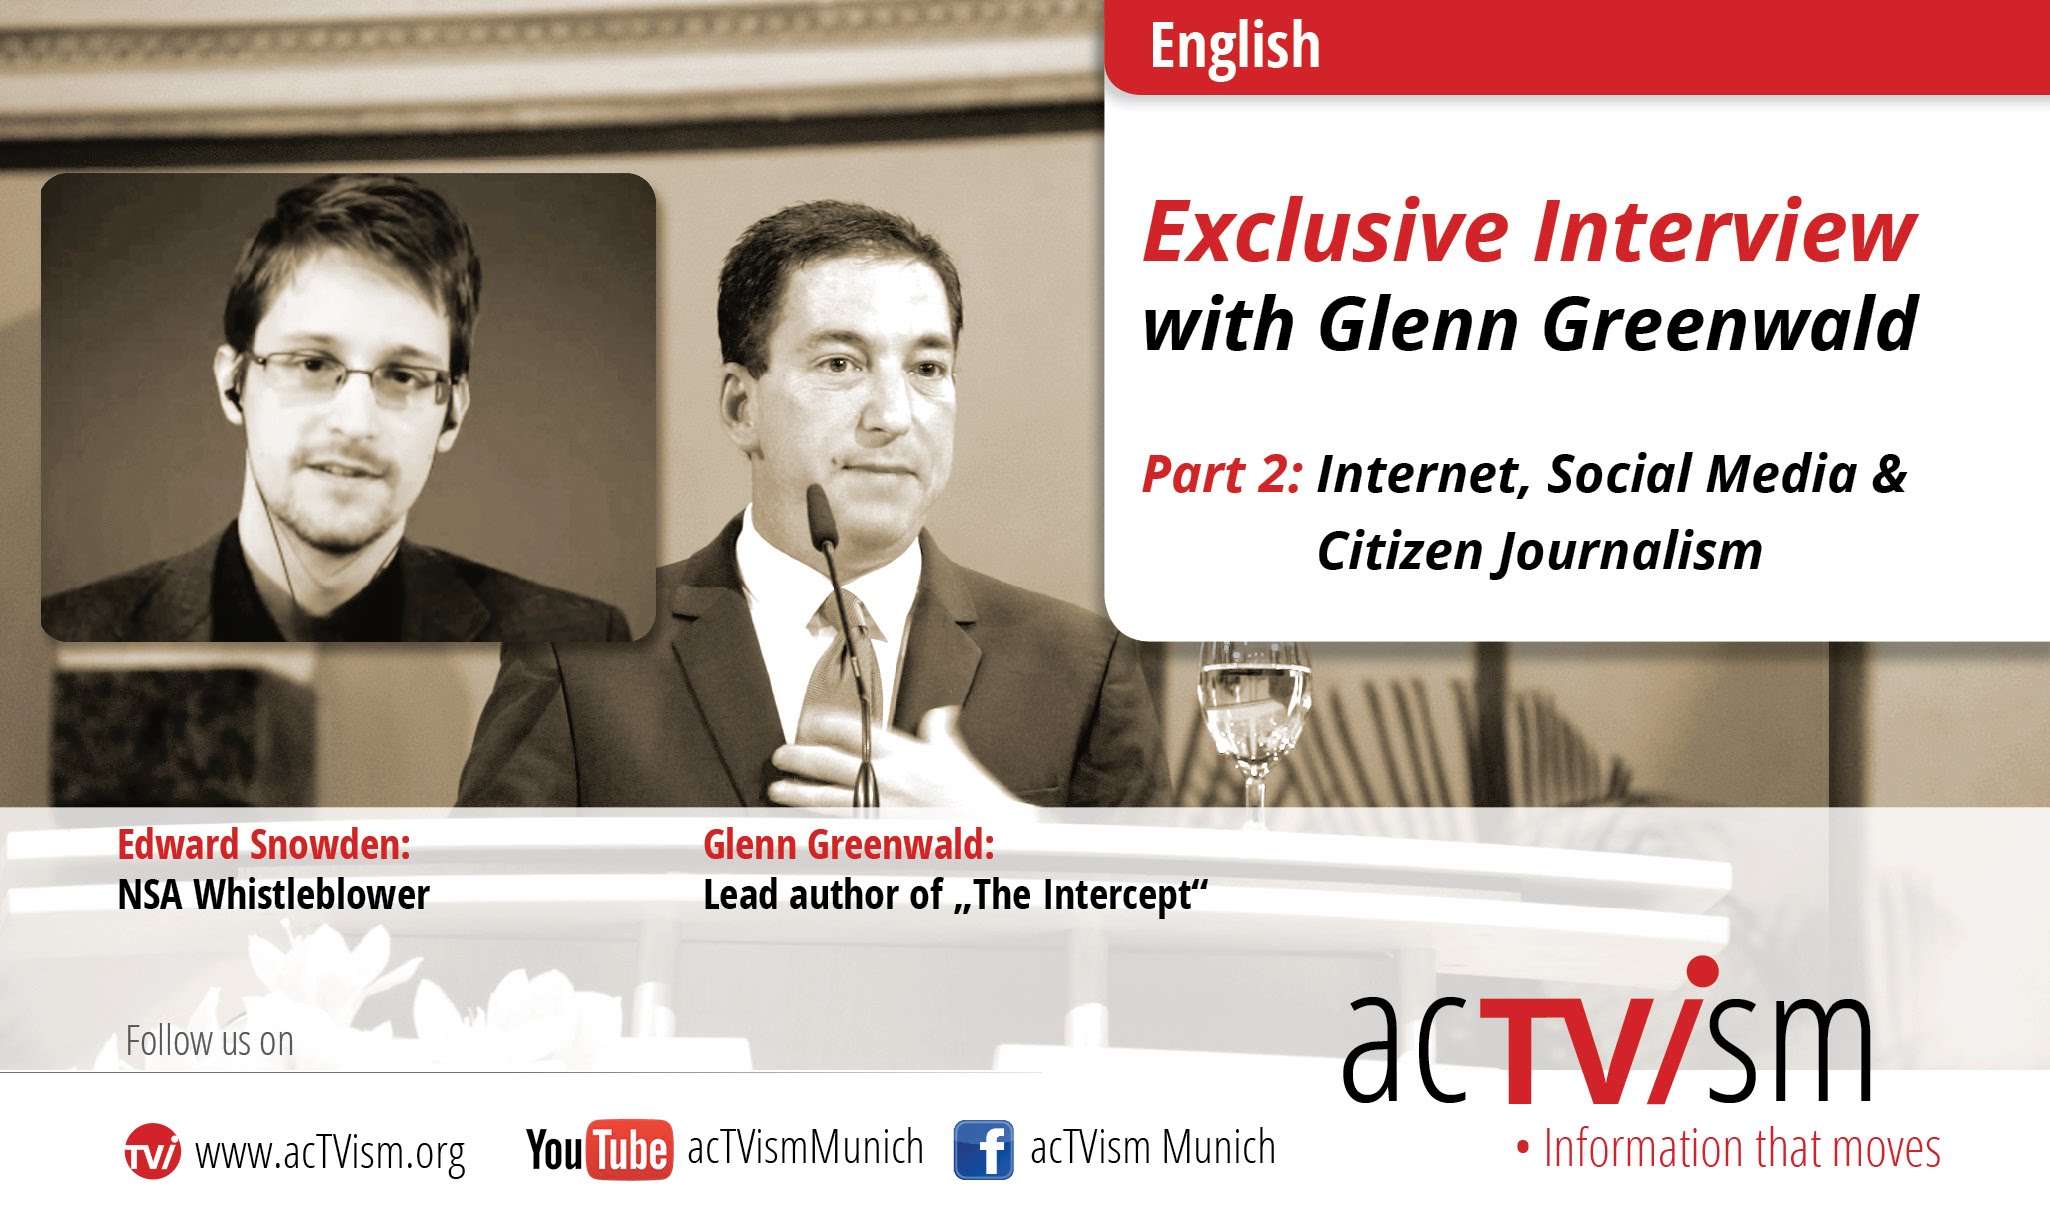 English
Exclusive Interview
with Glenn Greenwald
Part 2: Internet, Social Media &
Citizen Journalism
Edward Snowden:
NSA Whistleblower
Glenn Greenwald:
Lead author of „The Intercept“
Follow us on
TVi www.acTVism.org
YouTube acTVismMunich
f acTVism Munich
acTVism
• Information that moves